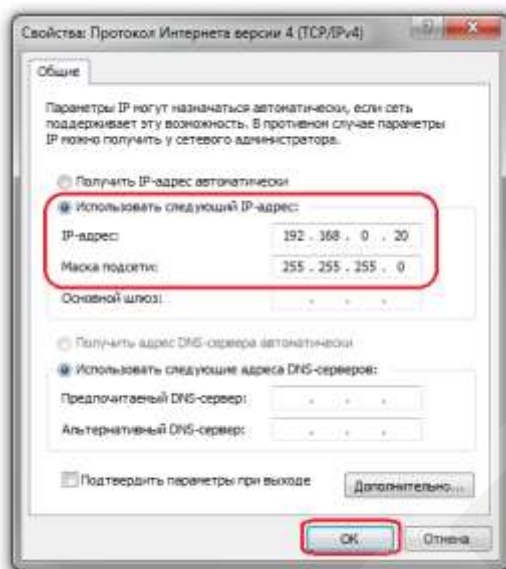 Свойства: Протокол Интернета версии 4 (TCP/IPv4)
Общие
Параметры IP могут назначаться автоматически, если сеть
поддерживает эту возможность. В противном случае параметры
IP можно получить у сетевого администратора.
Получить IP-адрес автоматически
Использовать следующий IP-адрес:
IP-адрес: 192 . 168 . 0 . 20
Маска подсети: 255 . 255 . 255 . 0
Основной шлюз: . . .
Получить адрес DNS-сервера автоматически
Использовать следующие адреса DNS-серверов:
Предпочитаемый DNS-сервер: . . .
Альтернативный DNS-сервер: . . .
Подтвердить параметры при выходе
Дополнительно...
OK Отмена